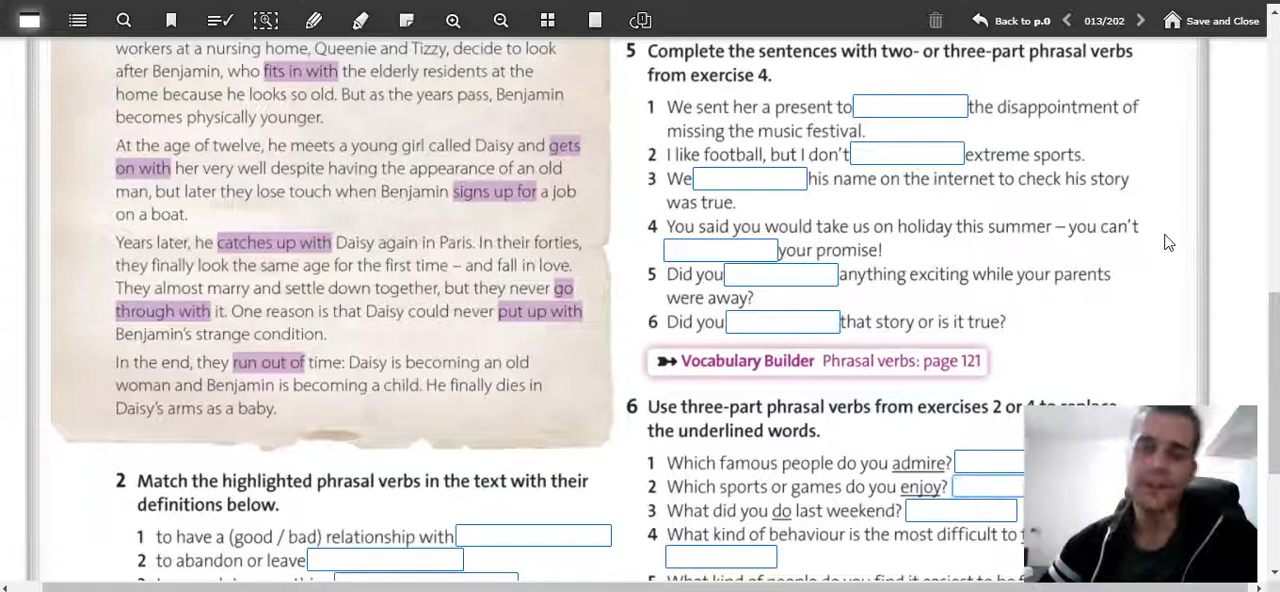 Back to p.0
013/202
Save and Close
workers at a nursing home, Queenie and Tizzy, decide to look
after Benjamin, who fits in with the elderly residents at the
home because he looks so old. But as the years pass, Benjamin
becomes physically younger.
At the age of twelve, he meets a young girl called Daisy and gets
on with her very well despite having the appearance of an old
man, but later they lose touch when Benjamin signs up for a job
on a boat.
Years later, he catches up with Daisy again in Paris. In their forties,
they finally look the same age for the first time – and fall in love.
They almost marry and settle down together, but they never go
through with it. One reason is that Daisy could never put up with
Benjamin's strange condition.
In the end, they run out of time: Daisy is becoming an old
woman and Benjamin is becoming a child. He finally dies in
Daisy's arms as a baby.
2 Match the highlighted phrasal verbs in the text with their
definitions below.
1 to have a (good / bad) relationship with
2 to abandon or leave
5 Complete the sentences with two- or three-part phrasal verbs
from exercise 4.
1 We sent her a present to the disappointment of
missing the music festival.
2 I like football, but I don't extreme sports.
3 We his name on the internet to check his story
was true.
4 You said you would take us on holiday this summer – you can't
your promise!
5 Did you anything exciting while your parents
were away?
6 Did you that story or is it true?
Vocabulary Builder Phrasal verbs: page 121
6 Use three-part phrasal verbs from exercises 2 or 4 to replace
the underlined words.
1 Which famous people do you admire?
2 Which sports or games do you enjoy?
3 What did you do last weekend?
4 What kind of behaviour is the most difficult to
5 What kind of people do you find it easiest to be